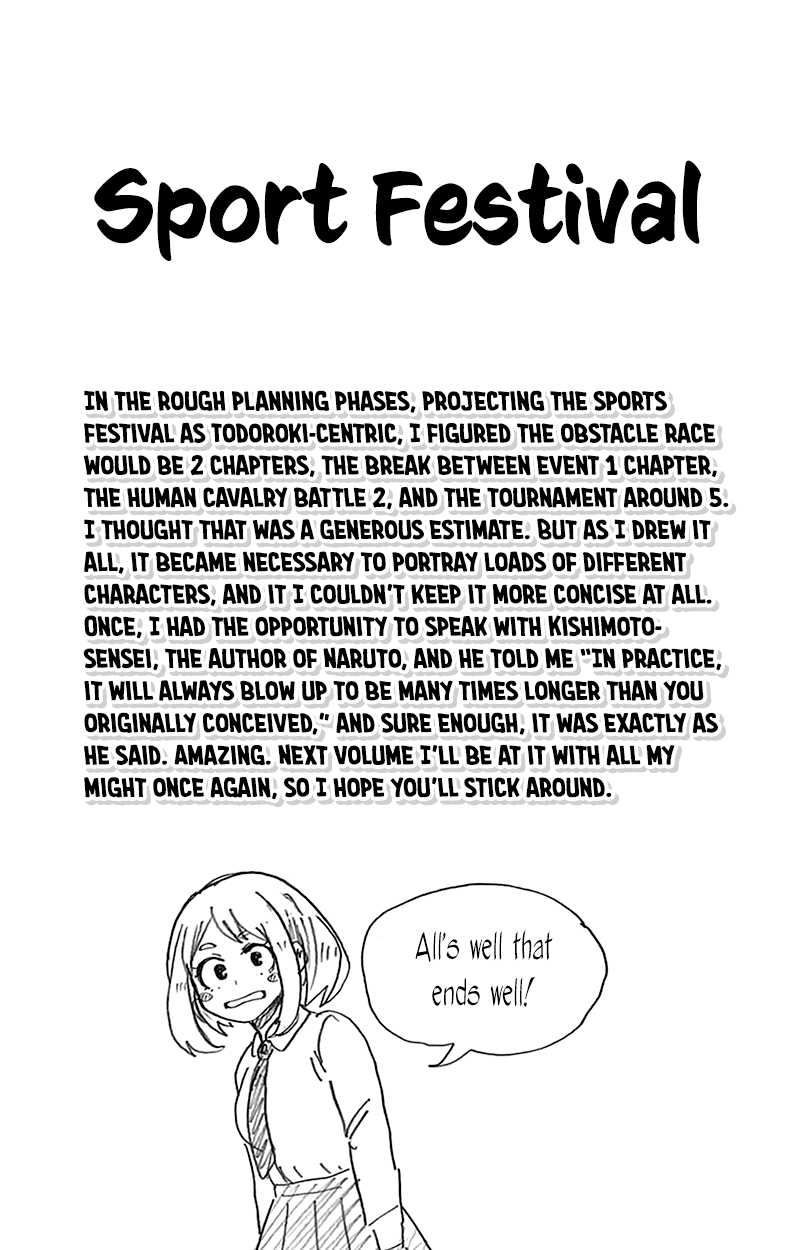 Sport Festival
IN THE ROUGH PLANNING PHASES, PROJECTING THE SPORTS
FESTIVAL AS TODOROKI-CENTRIC, I FIGURED THE OBSTACLE RACE
WOULD BE 2 CHAPTERS, THE BREAK BETWEEN EVENT 1 CHAPTER,
THE HUMAN CAVALRY BATTLE 2, AND THE TOURNAMENT AROUND 5.
I THOUGHT THAT WAS A GENEROUS ESTIMATE. BUT AS I DREW IT
ALL, IT BECAME NECESSARY TO PORTRAY LOADS OF DIFFERENT
CHARACTERS, AND IT I COULDN'T KEEP IT MORE CONCISE AT ALL.
ONCE, I HAD THE OPPORTUNITY TO SPEAK WITH KISHIMOTO-
SENSEI, THE AUTHOR OF NARUTO, AND HE TOLD ME "IN PRACTICE,
IT WILL ALWAYS BLOW UP TO BE MANY TIMES LONGER THAN YOU
ORIGINALLY CONCEIVED," AND SURE ENOUGH, IT WAS EXACTLY AS
HE SAID. AMAZING. NEXT VOLUME I'LL BE AT IT WITH ALL MY
MIGHT ONCE AGAIN, SO I HOPE YOU'LL STICK AROUND.
All's well that
ends well!